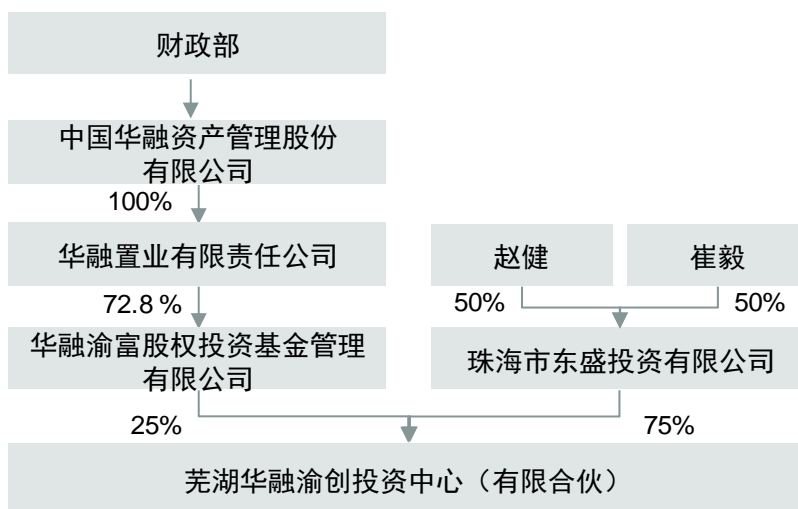 财政部
中国华融资产管理股份
有限公司
100%
华融置业有限责任公司
赵健
崔毅
72.8 %
50%
50%
华融渝富股权投资基金管理
有限公司
珠海市东盛投资有限公司
25%
75%
芜湖华融渝创投资中心（有限合伙）